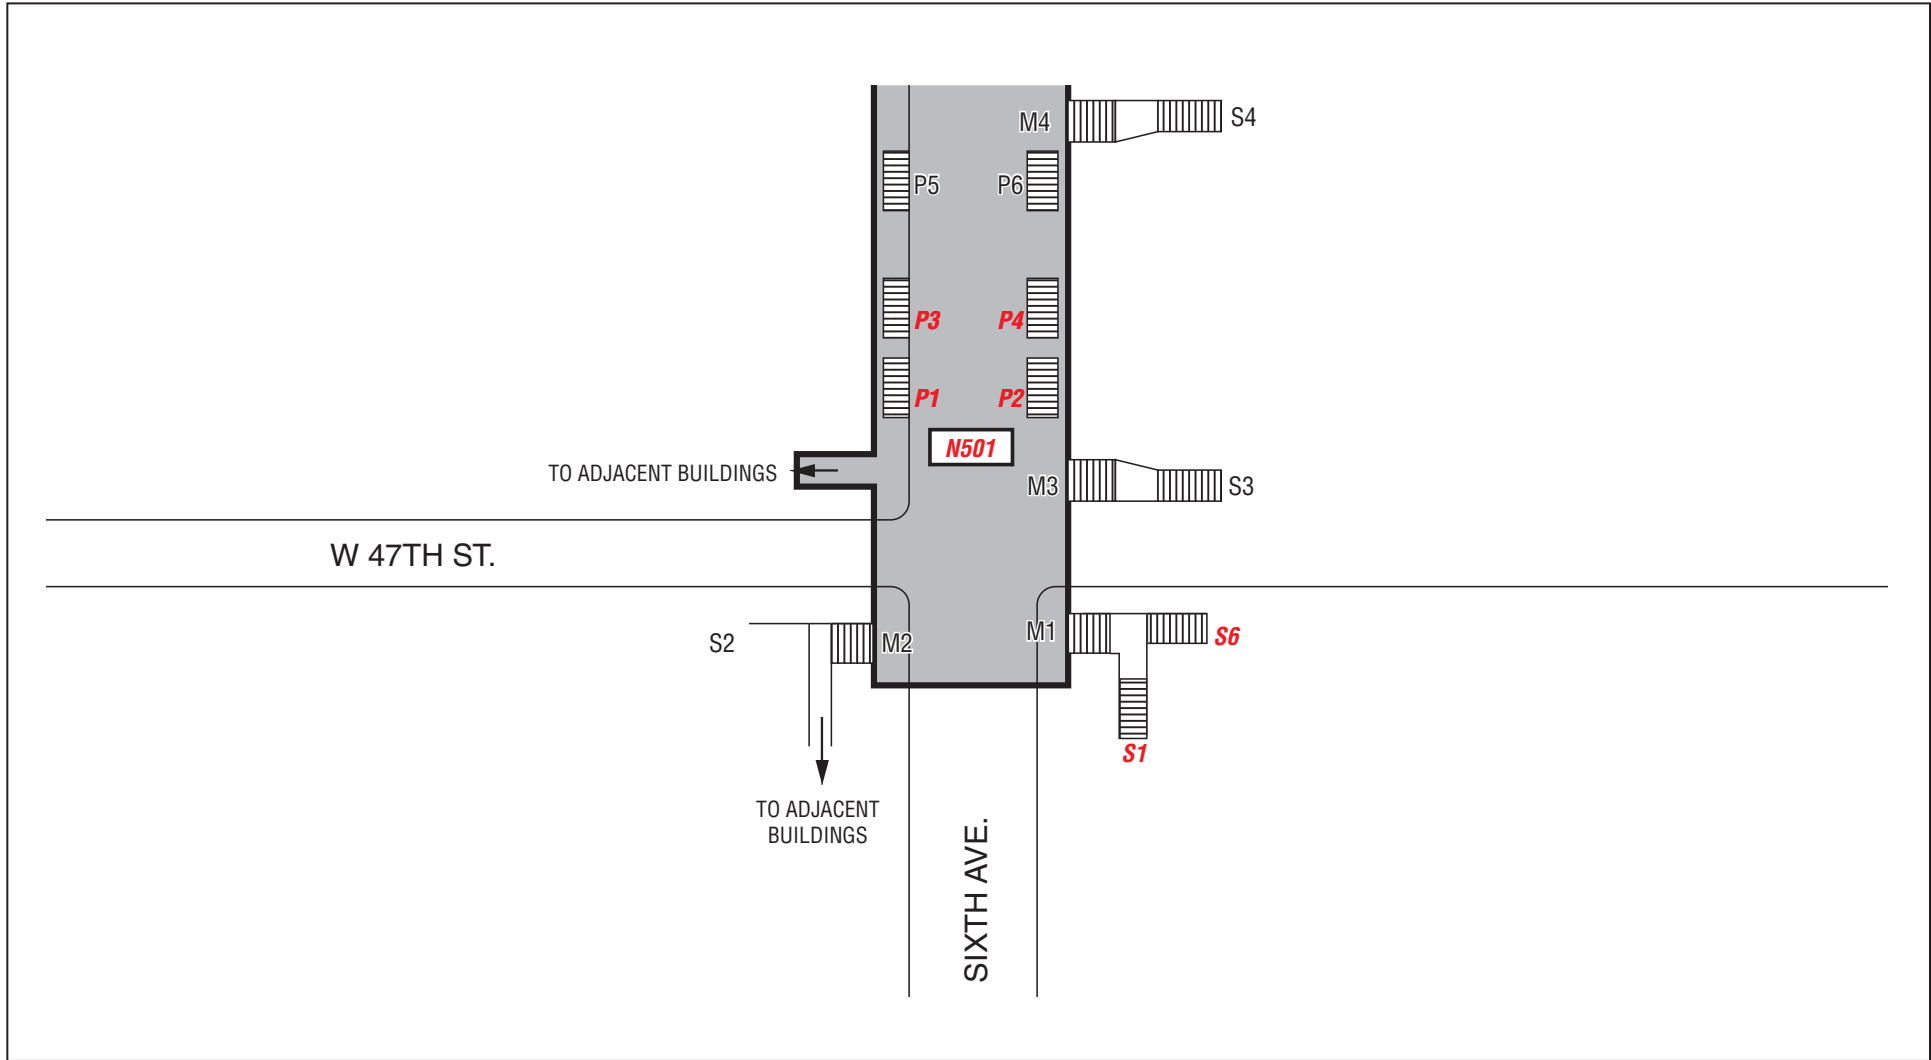 M4
S4
P5
P6
P3
P4
P1
P2
N501
TO ADJACENT BUILDINGS
M3
S3
W 47TH ST.
S2
M2
M1
S6
S1
TO ADJACENT
BUILDINGS
SIXTH AVE.